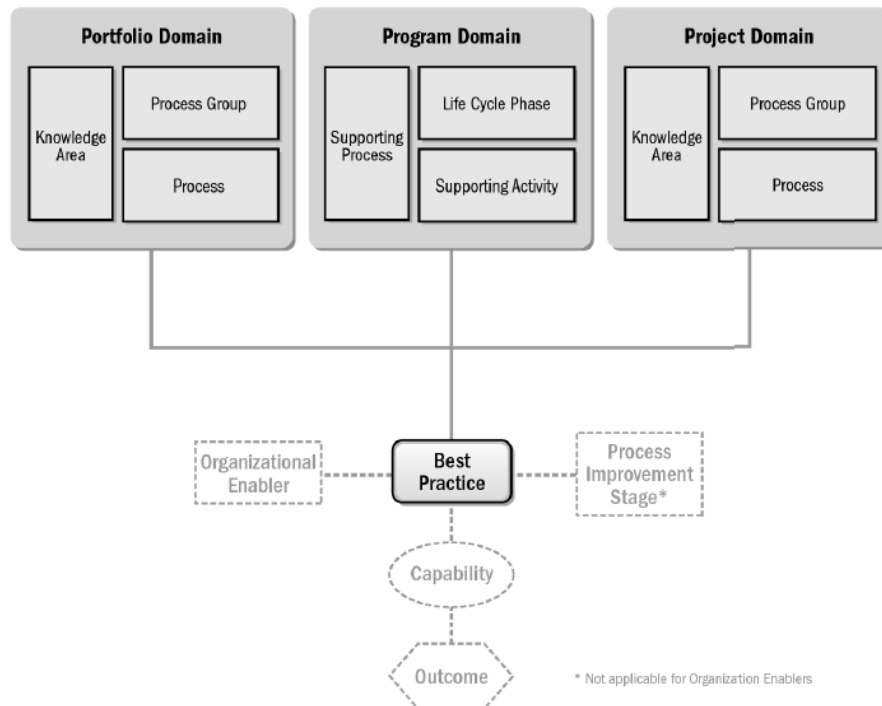 Portfolio Domain
Knowledge
Area
Process Group
Process
Program Domain
Supporting
Process
Life Cycle Phase
Supporting Activity
Project Domain
Knowledge
Area
Process Group
Process
Organizational
Enabler
Best
Practice
Process
Improvement
Stage*
Capability
Outcome
* Not applicable for Organization Enablers